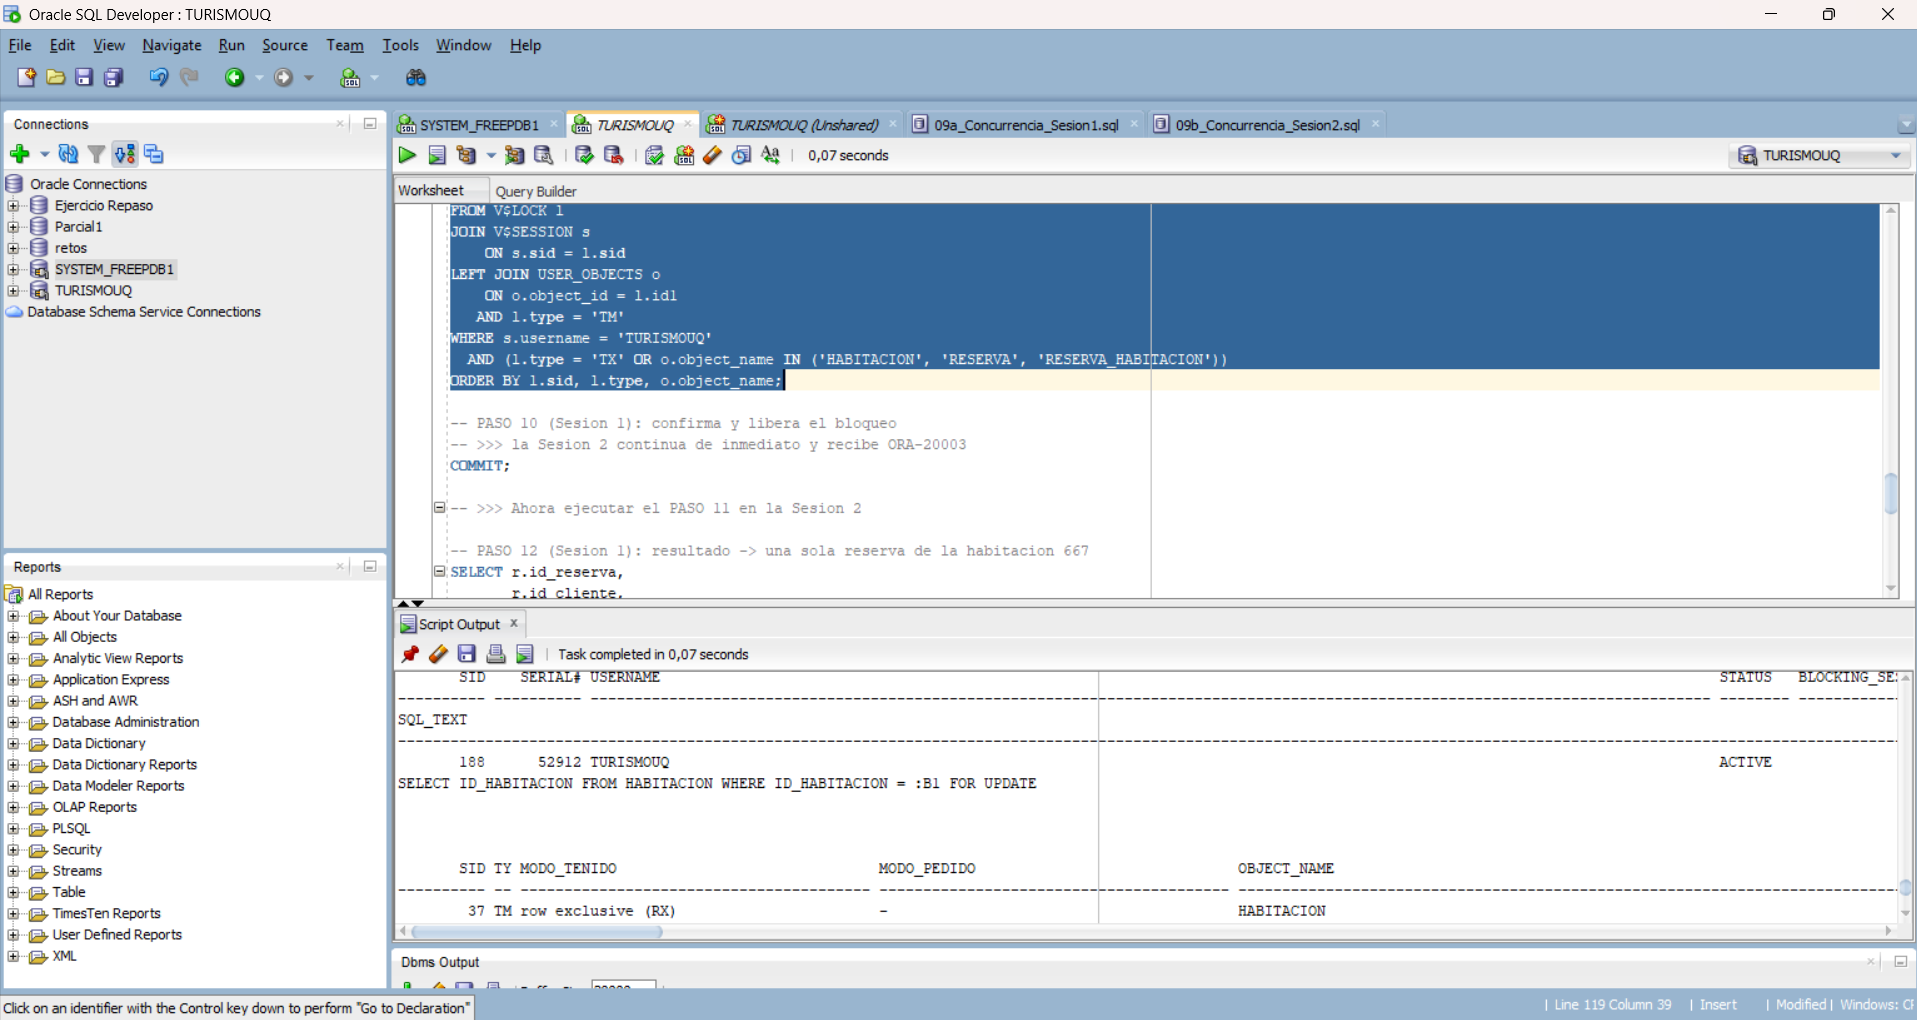 Oracle SQL Developer : TURISMOUQ
File Edit View Navigate Run Source Team Tools Window Help
Connections
Oracle Connections
Ejercicio Repaso
Parcial1
retos
SYSTEM_FREEPDB1
TURISMOUQ
Database Schema Service Connections
Reports
All Reports
About Your Database
All Objects
Analytic View Reports
Application Express
ASH and AWR
Database Administration
Data Dictionary
Data Dictionary Reports
Data Modeler Reports
OLAP Reports
PLSQL
Security
Streams
Table
TimesTen Reports
User Defined Reports
XML
SYSTEM_FREEPDB1 TURISMOUQ TURISMOUQ (Unshared) 09a_Concurrencia_Sesion1.sql 09b_Concurrencia_Sesion2.sql
0,07 seconds
TURISMOUQ
Worksheet Query Builder
FROM V$LOCK l
JOIN V$SESSION s
ON s.sid = l.sid
LEFT JOIN USER_OBJECTS o
ON o.object_id = l.id1
AND l.type = 'TM'
WHERE s.username = 'TURISMOUQ'
AND (l.type = 'TX' OR o.object_name IN ('HABITACION', 'RESERVA', 'RESERVA_HABITACION'))
ORDER BY l.sid, l.type, o.object_name;
-- PASO 10 (Sesion 1): confirma y libera el bloqueo
-- >>> la Sesion 2 continua de inmediato y recibe ORA-20003
COMMIT;
-- >>> Ahora ejecutar el PASO 11 en la Sesion 2
-- PASO 12 (Sesion 1): resultado -> una sola reserva de la habitacion 667
SELECT r.id_reserva,
r.id_cliente,
Script Output
Task completed in 0,07 seconds
SID SERIAL# USERNAME STATUS BLOCKING_SE
SQL_TEXT
188 52912 TURISMOUQ ACTIVE
SELECT ID_HABITACION FROM HABITACION WHERE ID_HABITACION = :B1 FOR UPDATE
SID TY MODO_TENIDO MODO_PEDIDO OBJECT_NAME
37 TM row exclusive (RX) - HABITACION
Dbms Output
Click on an identifier with the Control key down to perform "Go to Declaration"
| Line 119 Column 39 | Insert | Modified | Windows: C